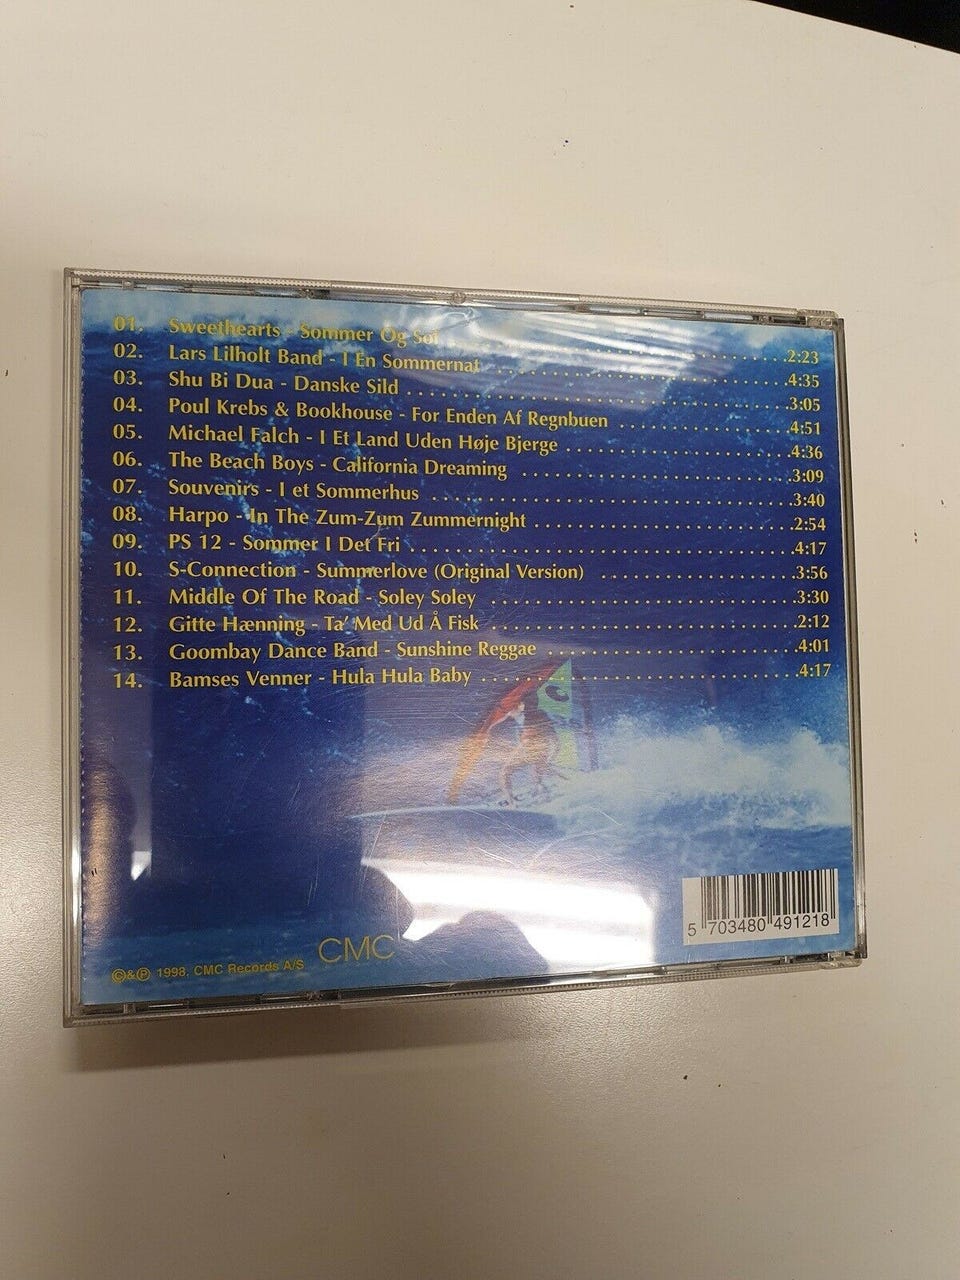 01. Sweethearts - Sommer Og Sol ........ 2:23
02. Lars Lilholt Band - I En Sommernat ........ 4:35
03. Shu Bi Dua - Danske Sild ........ 3:05
04. Poul Krebs & Bookhouse - For Enden Af Regnbuen ........ 4:51
05. Michael Falch - I Et Land Uden Høje Bjerge ........ 4:36
06. The Beach Boys - California Dreaming ........ 3:09
07. Souvenirs - I et Sommerhus ........ 3:40
08. Harpo - In The Zum-Zum Zummernight ........ 2:54
09. PS 12 - Sommer I Det Fri ........ 4:17
10. S-Connection - Summerlove (Original Version) ........ 3:56
11. Middle Of The Road - Soley Soley ........ 3:30
12. Gitte Hænning - Ta' Med Ud Å Fisk ........ 2:12
13. Goombay Dance Band - Sunshine Reggae ........ 4:01
14. Bamses Venner - Hula Hula Baby ........ 4:17
5 703480 491218
CMC
©&℗ 1998. CMC Records A/S